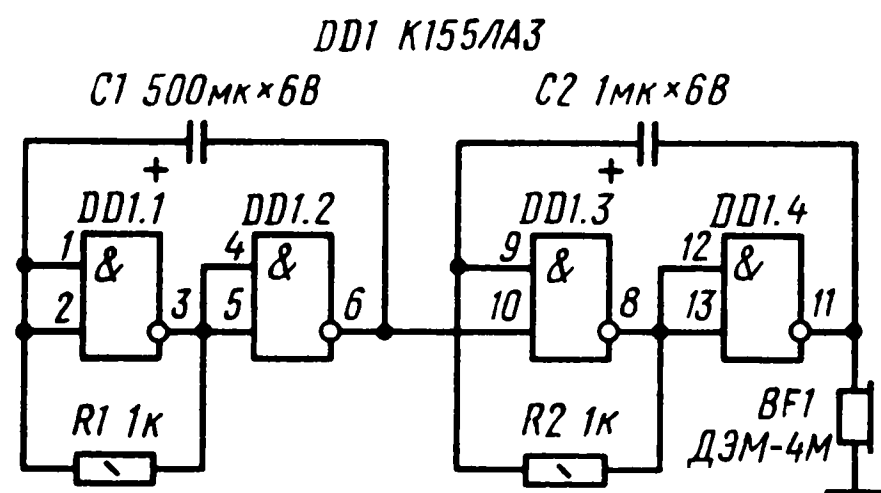 DD1 К155ЛА3
C1 500мк×6В
C2 1мк×6В
+
+
DD1.1
DD1.2
DD1.3
DD1.4
1
&
4
&
9
&
12
&
2
3
5
6
10
8
13
11
R1 1к
R2 1к
BF1
ДЭМ-4М